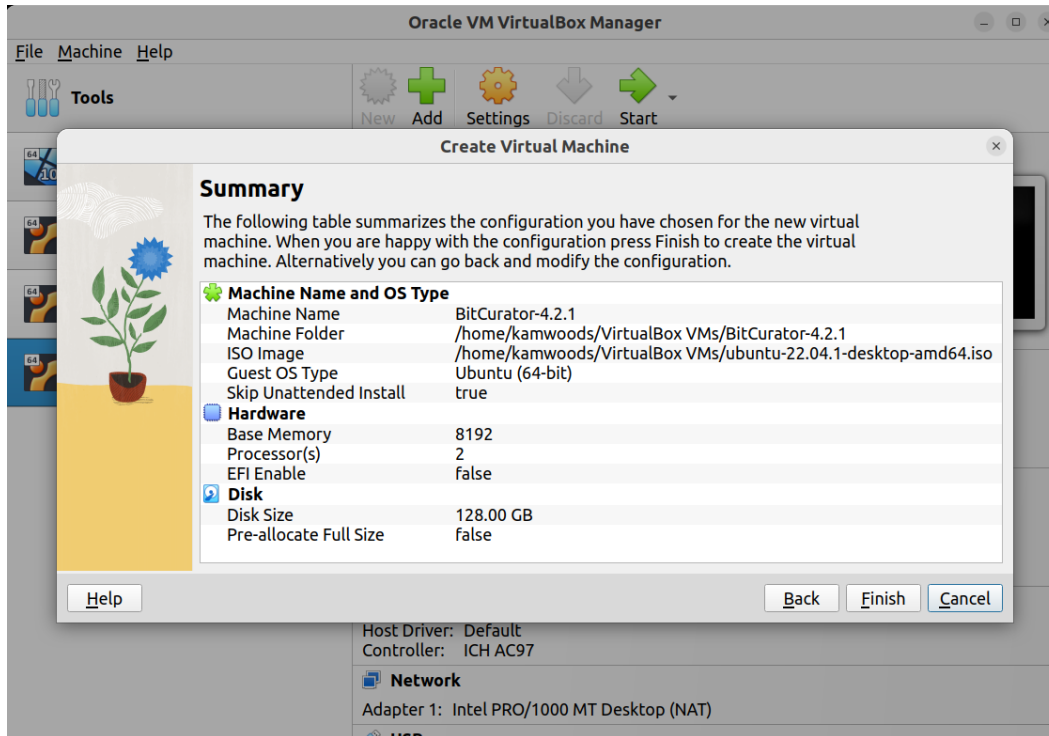 Oracle VM VirtualBox Manager
File Machine Help
Tools
New Add Settings Discard Start
64
10
64
64
64
Create Virtual Machine
Summary
The following table summarizes the configuration you have chosen for the new virtual
machine. When you are happy with the configuration press Finish to create the virtual
machine. Alternatively you can go back and modify the configuration.
Machine Name and OS Type
Machine Name BitCurator-4.2.1
Machine Folder /home/kamwoods/VirtualBox VMs/BitCurator-4.2.1
ISO Image /home/kamwoods/VirtualBox VMs/ubuntu-22.04.1-desktop-amd64.iso
Guest OS Type Ubuntu (64-bit)
Skip Unattended Install true
Hardware
Base Memory 8192
Processor(s) 2
EFI Enable false
Disk
Disk Size 128.00 GB
Pre-allocate Full Size false
Help Back Finish Cancel
Host Driver: Default
Controller: ICH AC97
Network
Adapter 1: Intel PRO/1000 MT Desktop (NAT)